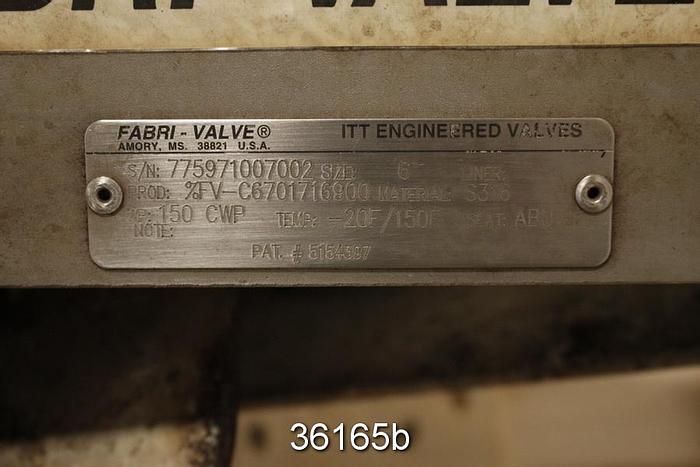 FABRI - VALVE® ITT ENGINEERED VALVES
AMORY, MS. 38821 U.S.A.
S/N: 775971007002 SIZE: 6" LINER:
PROD: %FV-C6701716900 MATERIAL: S316
150 CWP TEMP: -20F/150F SEAT:
NOTE:
PAT. # 5154397
36165b